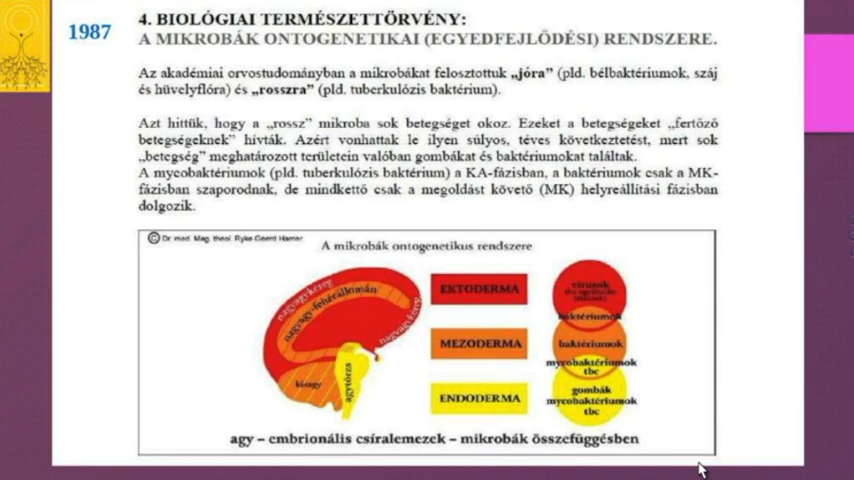 1987
4. BIOLÓGIAI TERMÉSZETTÖRVÉNY:
A MIKROBÁK ONTOGENETIKAI (EGYEDFEJLŐDÉSI) RENDSZERE.
Az akadémiai orvostudományban a mikrobákat felosztottuk „jóra” (pld. bélbaktériumok, száj
és hüvelyflóra) és „rosszra” (pld. tuberkulózis baktérium).
Azt hittük, hogy a „rossz” mikroba sok betegséget okoz. Ezeket a betegségeket „fertőző
betegségeknek” hívták. Azért vonhattak le ilyen súlyos, téves következtetést, mert sok
„betegség” meghatározott területein valóban gombákat és baktériumokat találtak.
A mycobaktériumok (pld. tuberkulózis baktérium) a KA-fázisban, a baktériumok csak a MK-
fázisban szaporodnak, de mindkettő csak a megoldást követő (MK) helyreállítási fázisban
dolgozik.
© Dr. med. Mag. theol. Ryke Geerd Hamer
A mikrobák ontogenetikus rendszere
nagyagykéreg
nagyagy-fehérállomány
nagyagykéreg
kisagy
agytörzs
EKTODERMA
MEZODERMA
ENDODERMA
vírusok
baktériumok
baktériumok
mycobaktériumok
tbc
gombák
mycobaktériumok
tbc
agy – embrionális csíralemezek – mikrobák összefüggésben